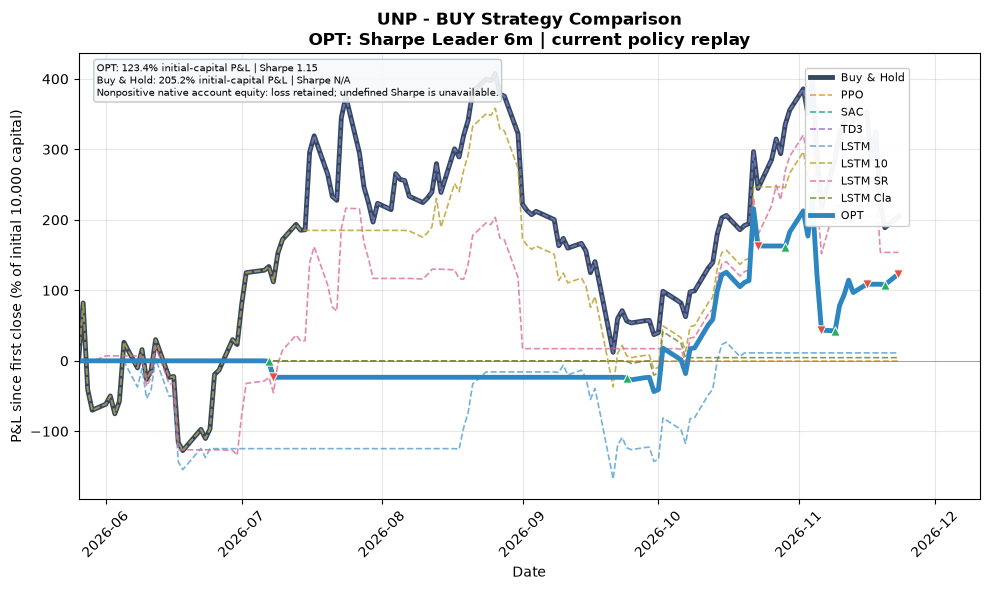 UNP - BUY Strategy Comparison
OPT: Sharpe Leader 6m | current policy replay
OPT: 123.4% initial-capital P&L | Sharpe 1.15
Buy & Hold: 205.2% initial-capital P&L | Sharpe N/A
Nonpositive native account equity: loss retained; undefined Sharpe is unavailable.
Buy & Hold
PPO
SAC
TD3
LSTM
LSTM 10
LSTM SR
LSTM Cla
OPT
P&L since first close (% of initial 10,000 capital)
400
300
200
100
0
−100
2026-06
2026-07
2026-08
2026-09
2026-10
2026-11
2026-12
Date